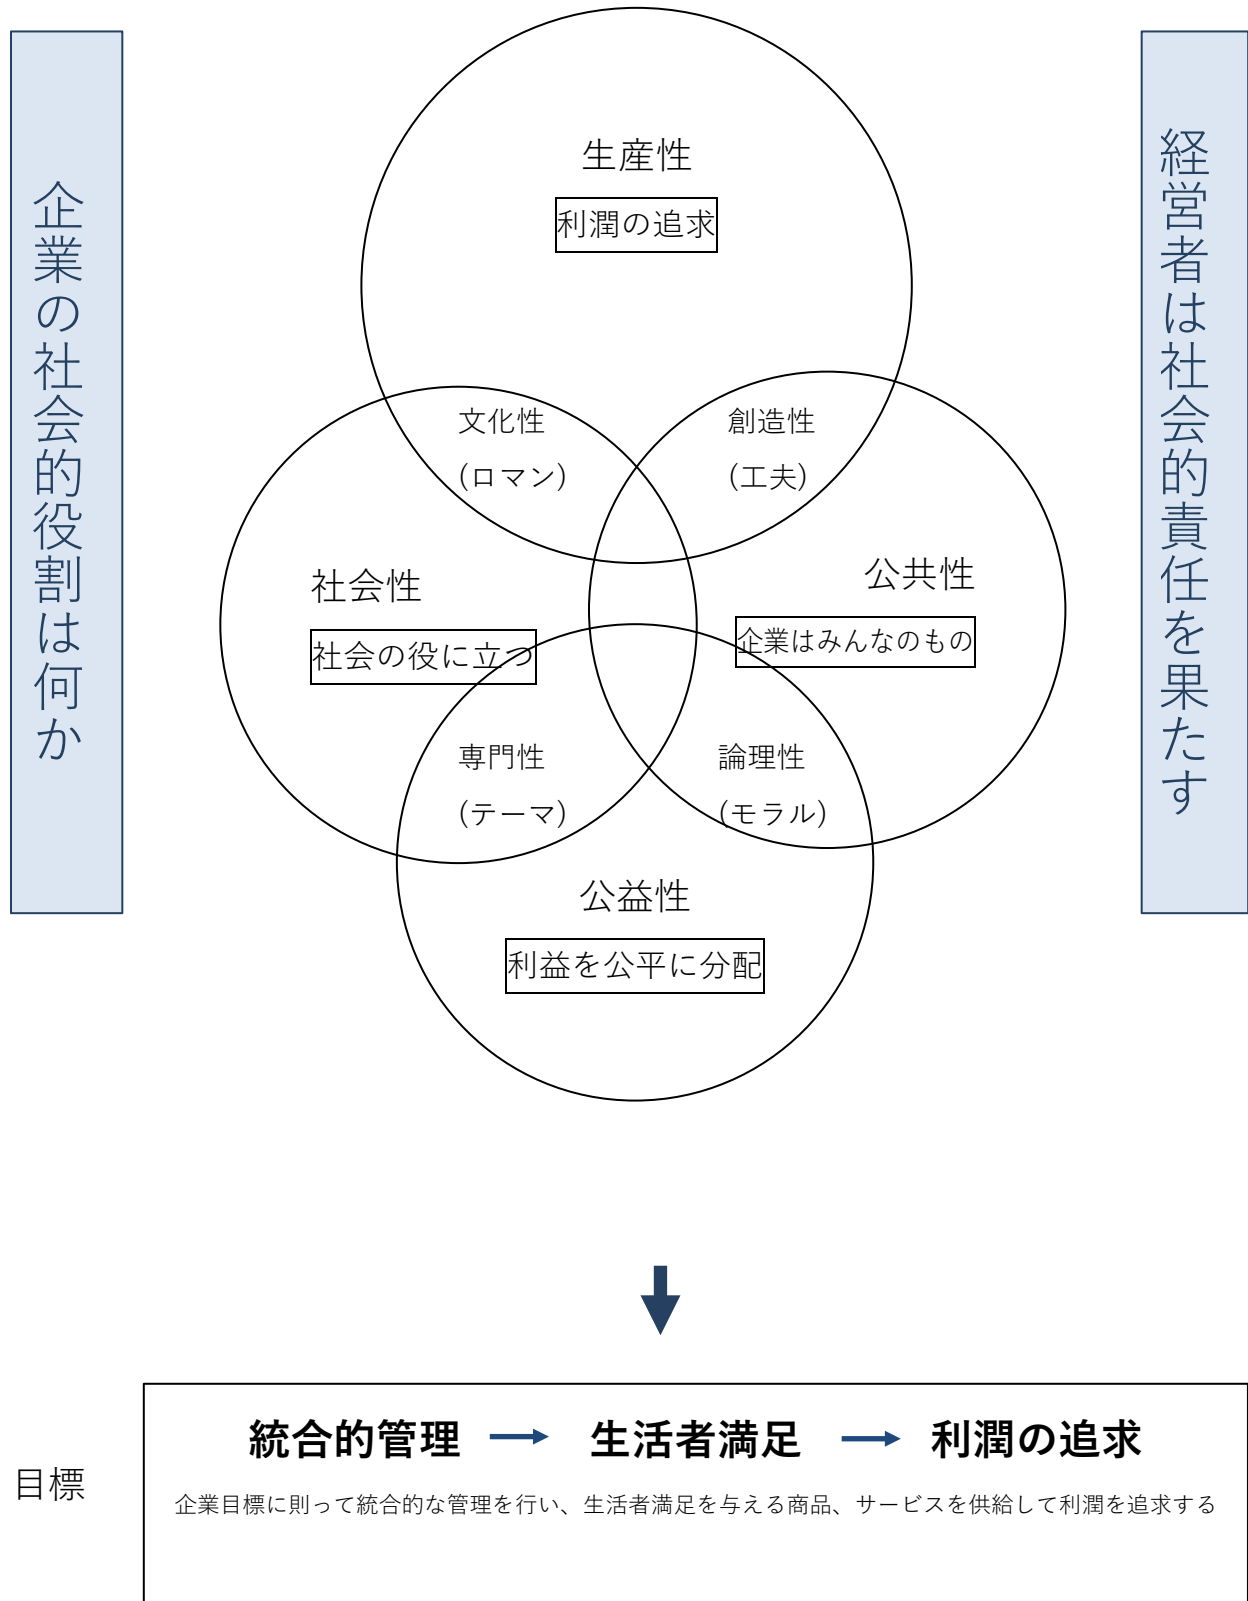 企業の社会的役割は何か
経営者は社会的責任を果たす
生産性
利潤の追求
文化性
(ロマン)
創造性
(工夫)
社会性
社会の役に立つ
公共性
企業はみんなのもの
専門性
(テーマ)
論理性
(モラル)
公益性
利益を公平に分配
目標
統合的管理 → 生活者満足 → 利潤の追求
企業目標に則って統合的な管理を行い、生活者満足を与える商品、サービスを供給して利潤を追求する